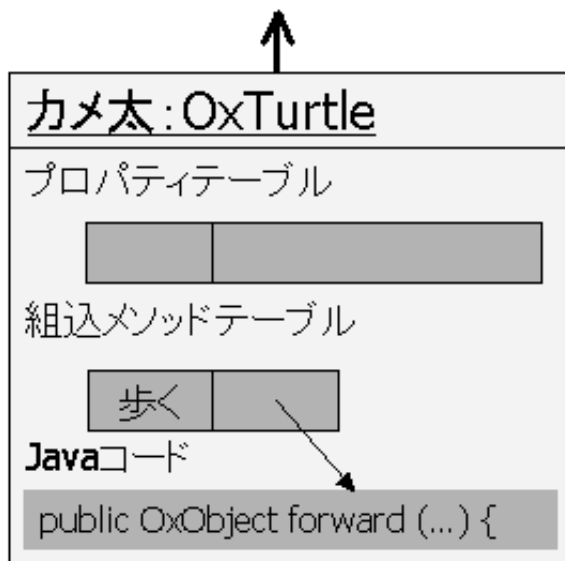 カメ太:OxTurtle
プロパティテーブル
組込メソッドテーブル
歩く
Javaコード
public OxObject forward (...) {